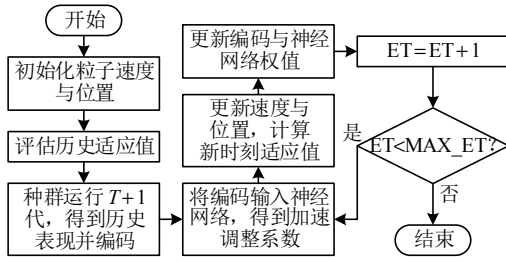 开始
初始化粒子速度
与位置
评估历史适应值
种群运行 T+1
代，得到历史
表现并编码
将编码输入神经
网络，得到加速
调整系数
更新速度与
位置，计算
新时刻适应值
更新编码与神经
网络权值
ET=ET+1
ET<MAX_ET?
是
否
结束